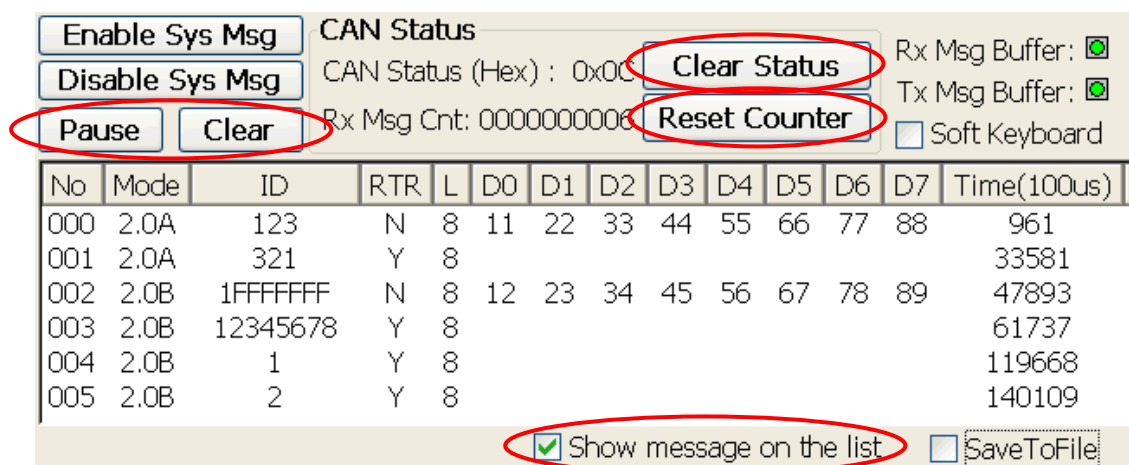 Enable Sys Msg
Disable Sys Msg
Pause Clear
CAN Status
CAN Status (Hex) : 0x0C Clear Status
Rx Msg Cnt: 0000000006 Reset Counter
Rx Msg Buffer:
Tx Msg Buffer:
Soft Keyboard
No Mode ID RTR L D0 D1 D2 D3 D4 D5 D6 D7 Time(100us)
000 2.0A 123 N 8 11 22 33 44 55 66 77 88 961
001 2.0A 321 Y 8 33581
002 2.0B 1FFFFFFF N 8 12 23 34 45 56 67 78 89 47893
003 2.0B 12345678 Y 8 61737
004 2.0B 1 Y 8 119668
005 2.0B 2 Y 8 140109
Show message on the list SaveToFile